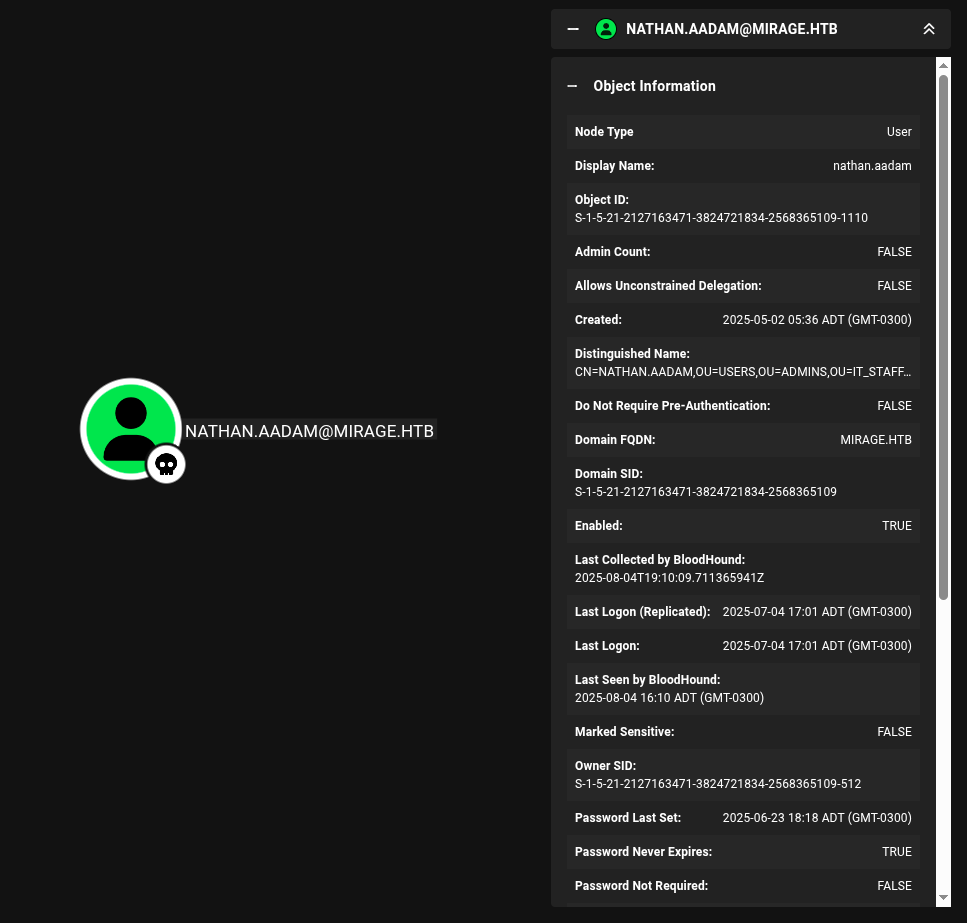 NATHAN.AADAM@MIRAGE.HTB
NATHAN.AADAM@MIRAGE.HTB
Object Information
Node Type User
Display Name: nathan.aadam
Object ID:
S-1-5-21-2127163471-3824721834-2568365109-1110
Admin Count: FALSE
Allows Unconstrained Delegation: FALSE
Created: 2025-05-02 05:36 ADT (GMT-0300)
Distinguished Name:
CN=NATHAN.AADAM,OU=USERS,OU=ADMINS,OU=IT_STAFF...
Do Not Require Pre-Authentication: FALSE
Domain FQDN: MIRAGE.HTB
Domain SID:
S-1-5-21-2127163471-3824721834-2568365109
Enabled: TRUE
Last Collected by BloodHound:
2025-08-04T19:10:09.711365941Z
Last Logon (Replicated): 2025-07-04 17:01 ADT (GMT-0300)
Last Logon: 2025-07-04 17:01 ADT (GMT-0300)
Last Seen by BloodHound:
2025-08-04 16:10 ADT (GMT-0300)
Marked Sensitive: FALSE
Owner SID:
S-1-5-21-2127163471-3824721834-2568365109-512
Password Last Set: 2025-06-23 18:18 ADT (GMT-0300)
Password Never Expires: TRUE
Password Not Required: FALSE